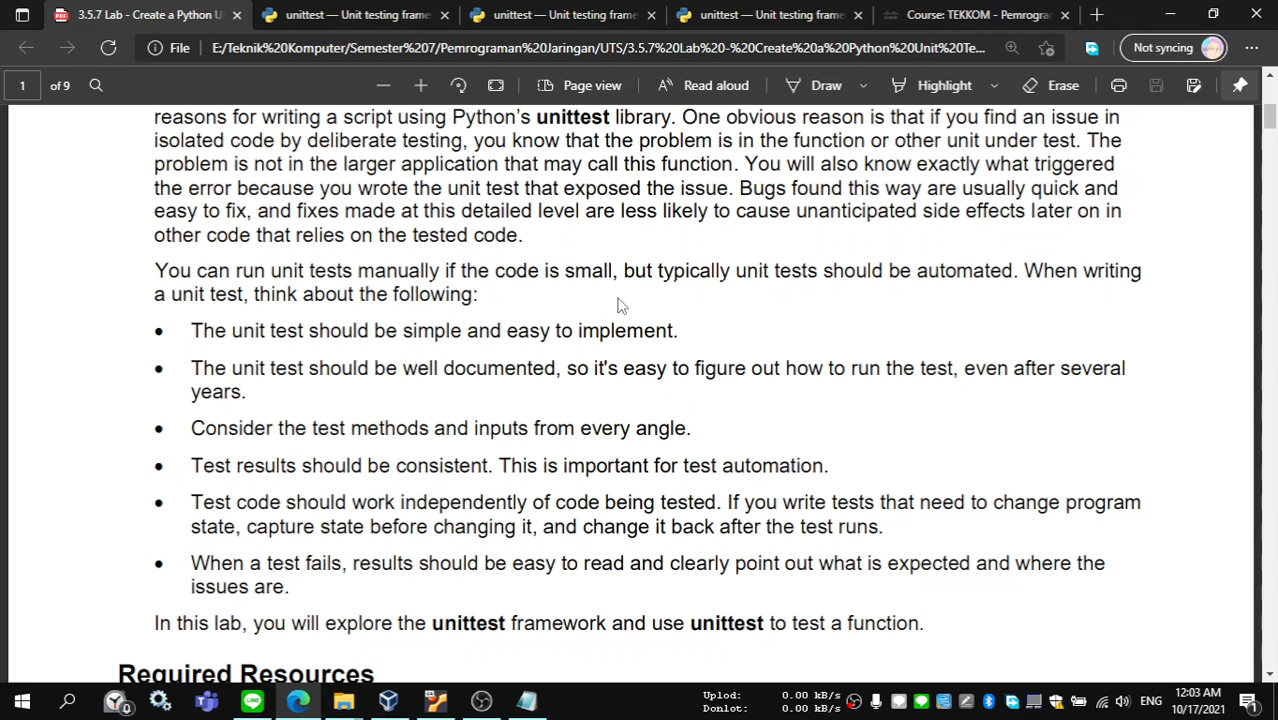 3.5.7 Lab - Create a Python U
unittest — Unit testing frame
unittest — Unit testing frame
unittest — Unit testing frame
Course: TEKKOM - Pemrogra
File
E:/Teknik%20Komputer/Semester%207/Pemrograman%20Jaringan/UTS/3.5.7%20Lab%20-%20Create%20a%20Python%20Unit%20Te...
Not syncing
1 of 9
Page view
Read aloud
Draw
Highlight
Erase
reasons for writing a script using Python's unittest library. One obvious reason is that if you find an issue in
isolated code by deliberate testing, you know that the problem is in the function or other unit under test. The
problem is not in the larger application that may call this function. You will also know exactly what triggered
the error because you wrote the unit test that exposed the issue. Bugs found this way are usually quick and
easy to fix, and fixes made at this detailed level are less likely to cause unanticipated side effects later on in
other code that relies on the tested code.
You can run unit tests manually if the code is small, but typically unit tests should be automated. When writing
a unit test, think about the following:
• The unit test should be simple and easy to implement.
• The unit test should be well documented, so it's easy to figure out how to run the test, even after several
years.
• Consider the test methods and inputs from every angle.
• Test results should be consistent. This is important for test automation.
• Test code should work independently of code being tested. If you write tests that need to change program
state, capture state before changing it, and change it back after the test runs.
• When a test fails, results should be easy to read and clearly point out what is expected and where the
issues are.
In this lab, you will explore the unittest framework and use unittest to test a function.
Required Resources
Uplod: 0.00 kB/s
Donlot: 0.00 kB/s
ENG
12:03 AM
10/17/2021
1